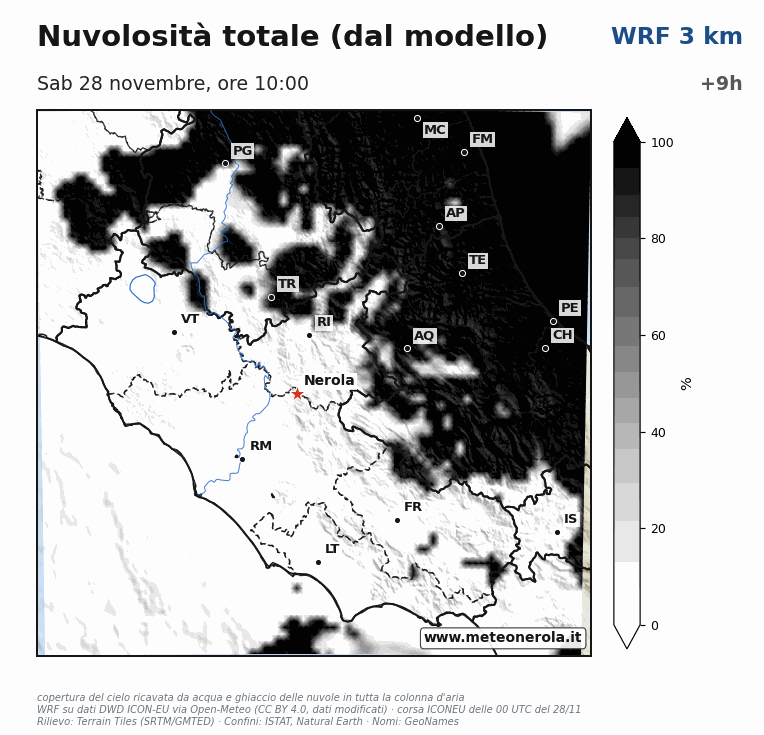 Nuvolosità totale (dal modello)
WRF 3 km
Sab 28 novembre, ore 10:00
+9h
MC
FM
PG
AP
TE
TR
PE
VT
RI
AQ
CH
Nerola
RM
FR
IS
LT
www.meteonerola.it
100
80
60
40
20
0
%
copertura del cielo ricavata da acqua e ghiaccio delle nuvole in tutta la colonna d'aria
WRF su dati DWD ICON-EU via Open-Meteo (CC BY 4.0, dati modificati) · corsa ICONEU delle 00 UTC del 28/11
Rilievo: Terrain Tiles (SRTM/GMTED) · Confini: ISTAT, Natural Earth · Nomi: GeoNames